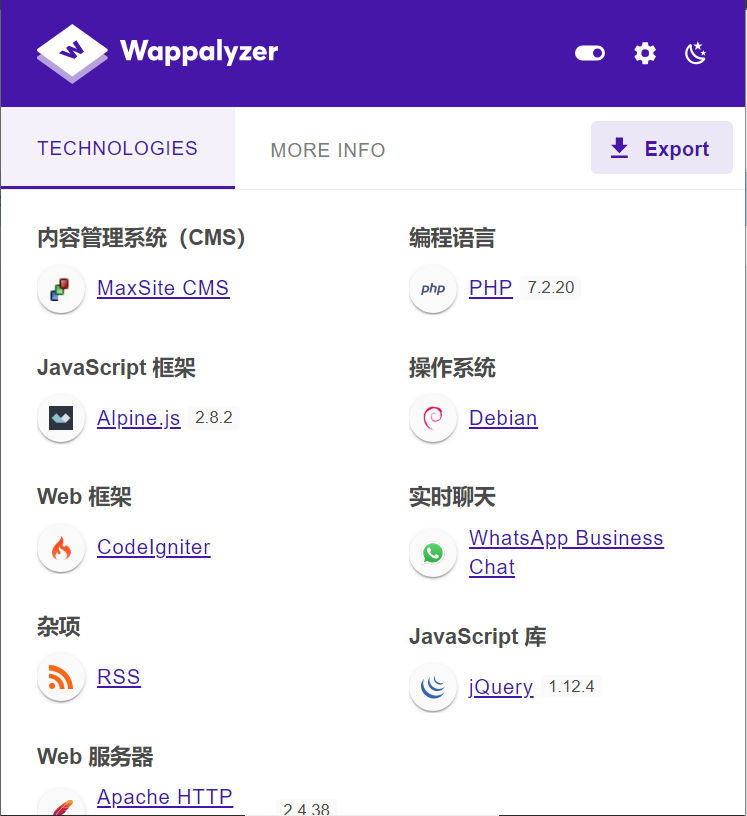 Wappalyzer
TECHNOLOGIES
MORE INFO
Export
内容管理系统（CMS）
MaxSite CMS
JavaScript 框架
Alpine.js 2.8.2
Web 框架
CodeIgniter
杂项
RSS
Web 服务器
Apache HTTP
2.4.38
编程语言
php
PHP 7.2.20
操作系统
Debian
实时聊天
WhatsApp Business
Chat
JavaScript 库
jQuery 1.12.4